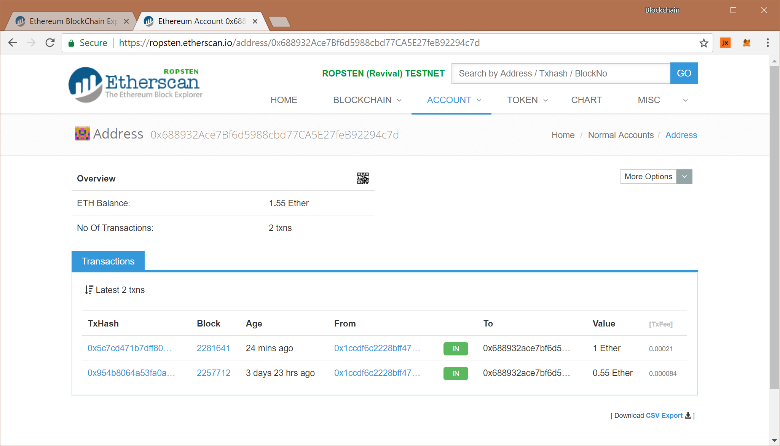 Blockchain
Ethereum BlockChain Exp
Ethereum Account 0x688
Secure https://ropsten.etherscan.io/address/0x688932Ace7Bf6d5988cbd77CA5E27feB92294c7d
ROPSTEN
Etherscan
The Ethereum Block Explorer
ROPSTEN (Revival) TESTNET
Search by Address / Txhash / BlockNo
GO
HOME BLOCKCHAIN ACCOUNT TOKEN CHART MISC
Address 0x688932Ace7Bf6d5988cbd77CA5E27feB92294c7d
Home / Normal Accounts / Address
Overview
More Options
ETH Balance: 1.55 Ether
No Of Transactions: 2 txns
Transactions
Latest 2 txns
TxHash Block Age From To Value [TxFee]
0x5c7cd471b7dff80... 2281641 24 mins ago 0x1ccdf6c2228bff47... IN 0x688932ace7bf6d5... 1 Ether 0.00021
0x954b8064a53fa0a... 2257712 3 days 23 hrs ago 0x1ccdf6c2228bff47... IN 0x688932ace7bf6d5... 0.55 Ether 0.000084
[ Download CSV Export ]